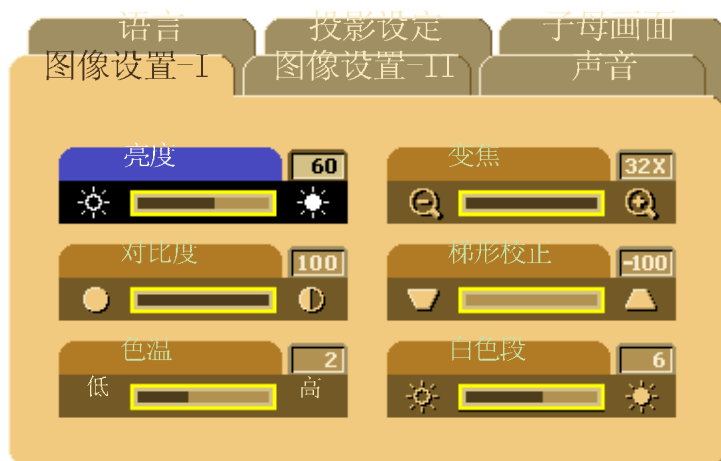 语言 投影设定 子母画面
图像设置-I 图像设置-II 声音
亮度 60
变焦 32X
对比度 100
梯形校正 -100
色温 2
低 高
白色段 6